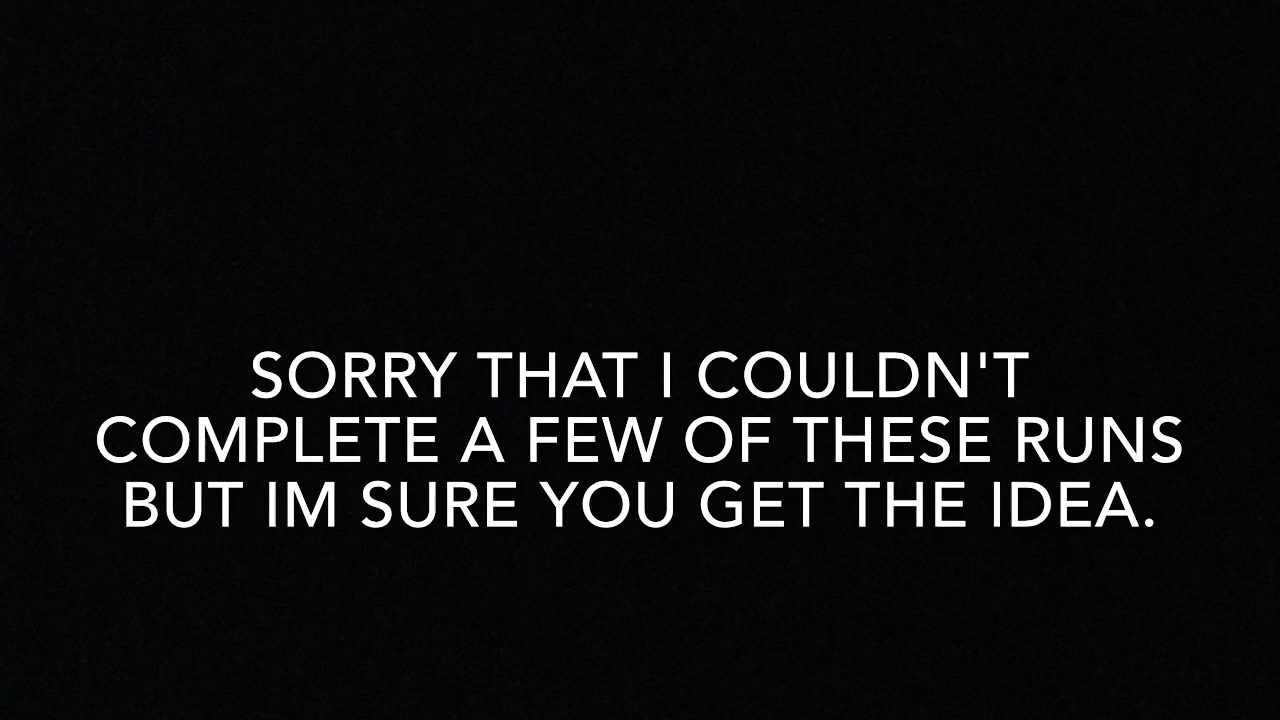 SORRY THAT I COULDN'T
COMPLETE A FEW OF THESE RUNS
BUT IM SURE YOU GET THE IDEA.